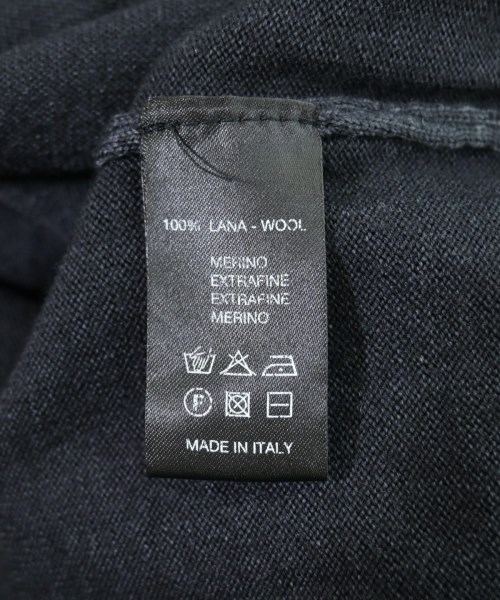 100% LANA - WOOL
MERINO
EXTRAFINE
EXTRAFINE
MERINO
F
MADE IN ITALY